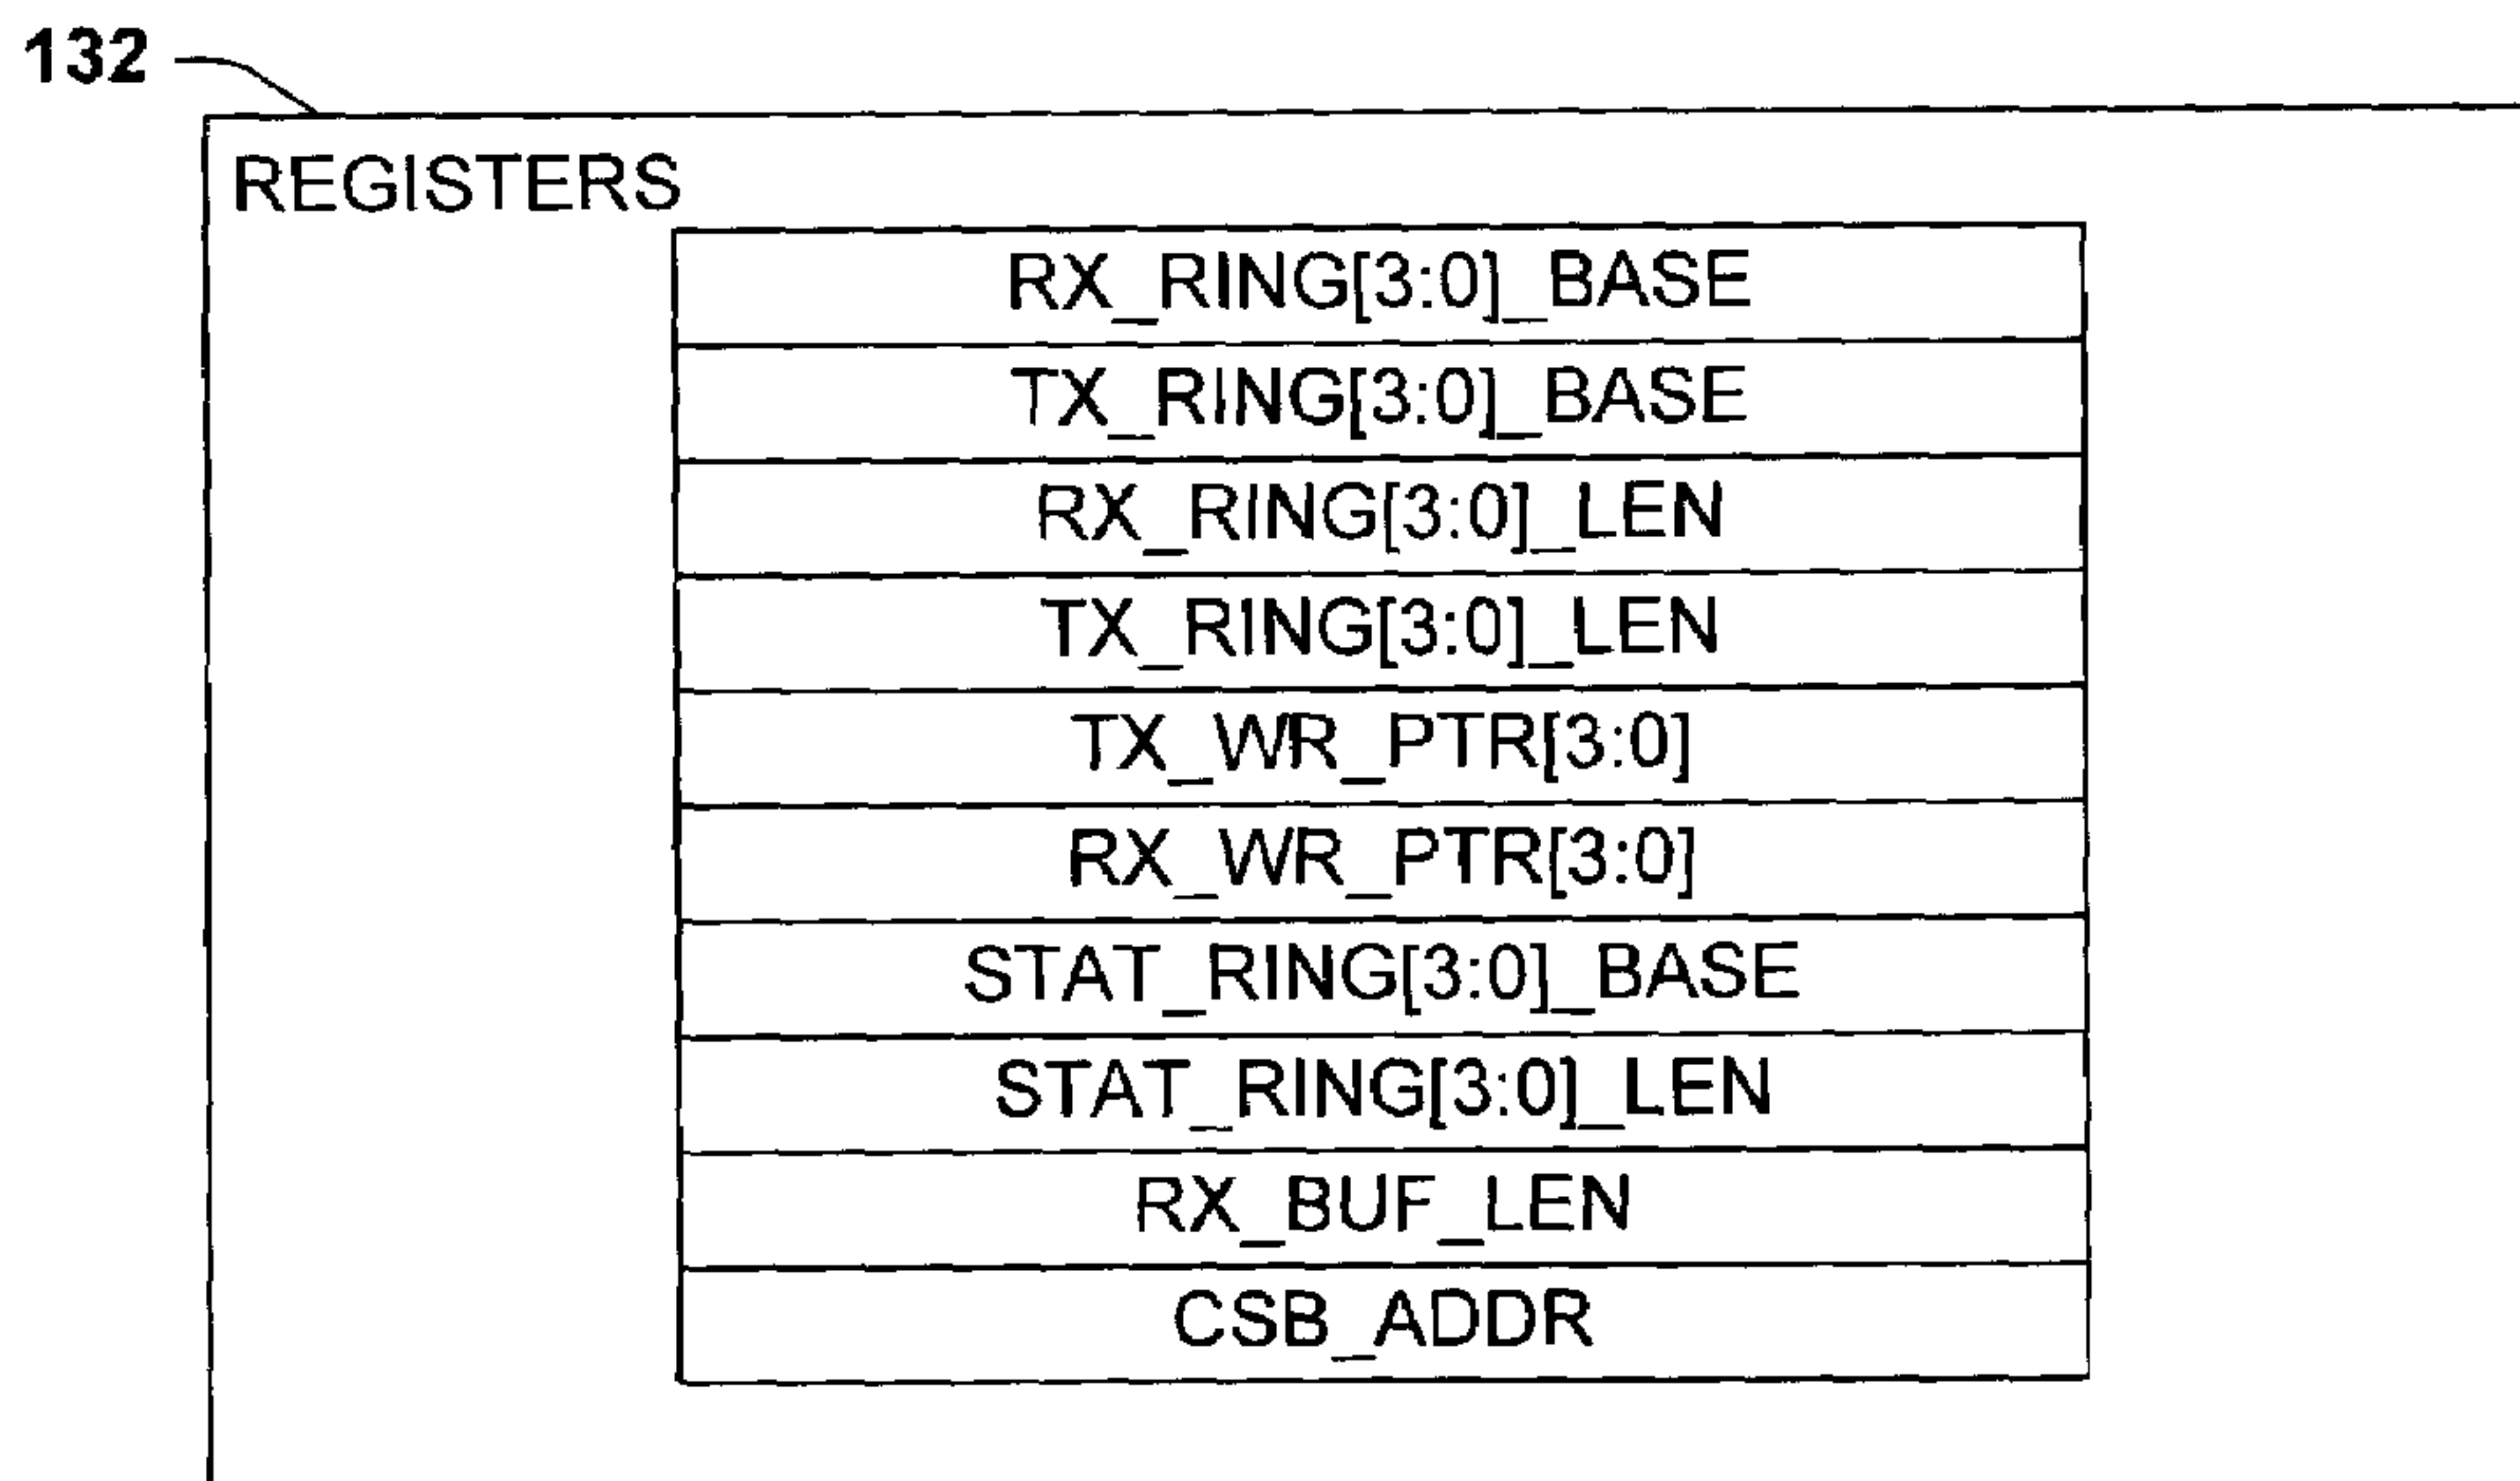 132
REGISTERS
RX_RING[3:0]_BASE
TX_RING[3:0]_BASE
RX_RING[3:0]_LEN
TX_RING[3:0]_LEN
TX_WR_PTR[3:0]
RX_WR_PTR[3:0]
STAT_RING[3:0]_BASE
STAT_RING[3:0]_LEN
RX_BUF_LEN
CSB_ADDR